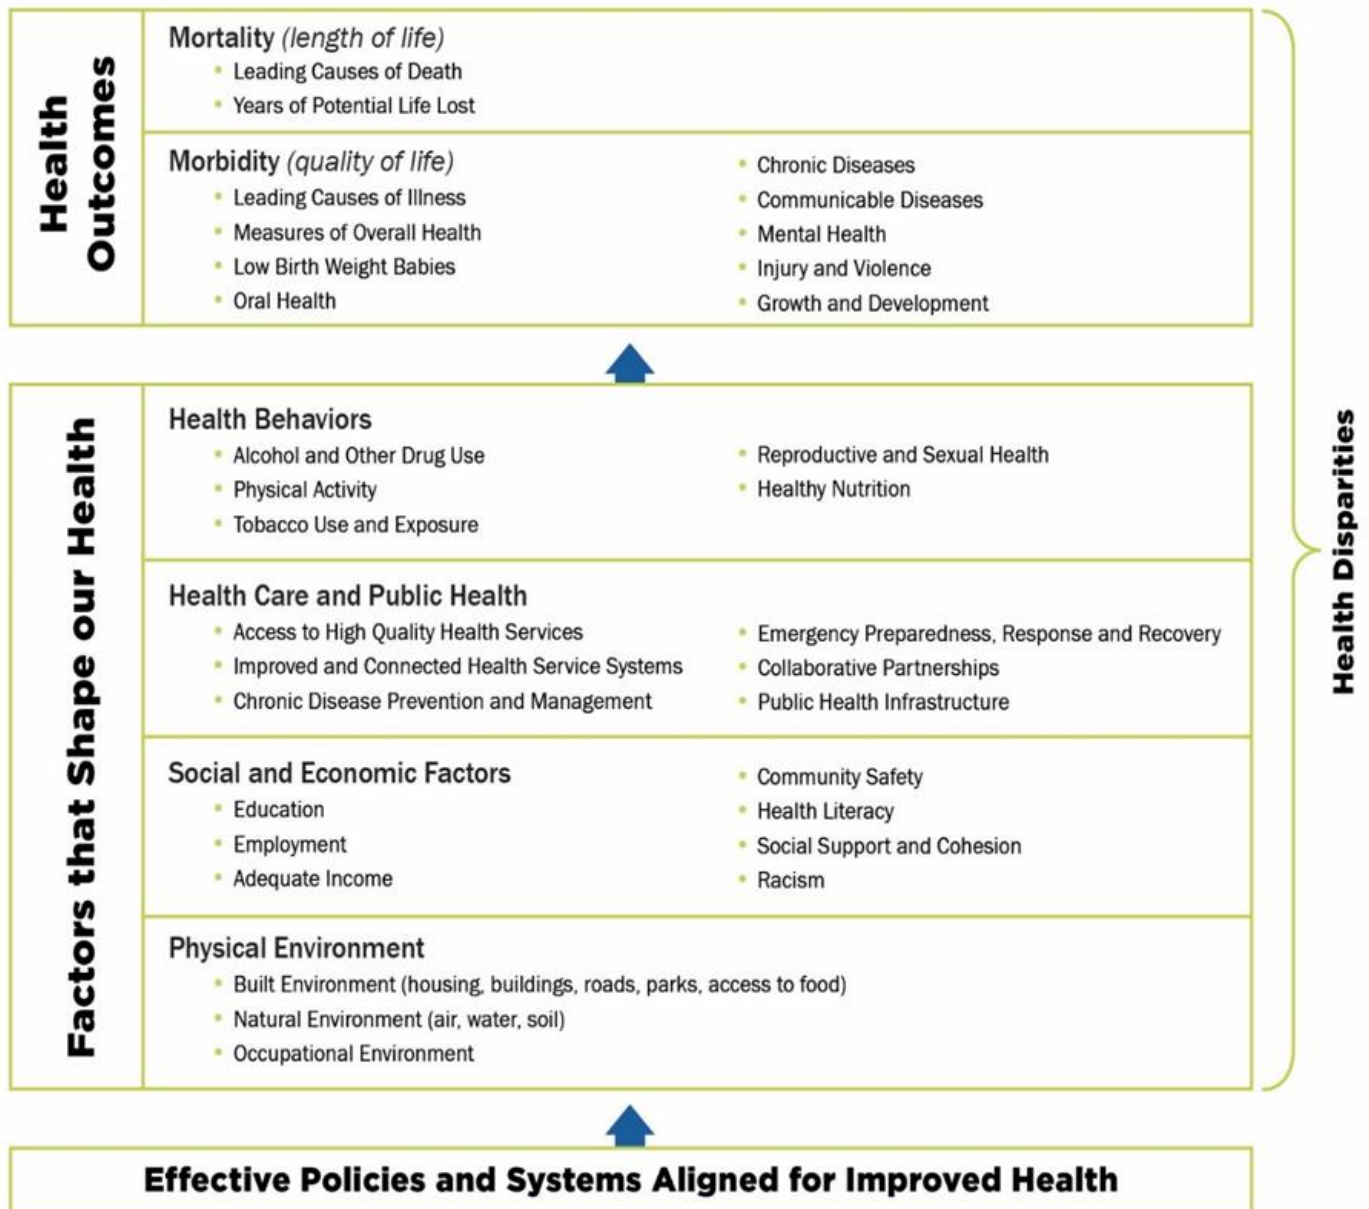 Health
Outcomes
Mortality (length of life)
• Leading Causes of Death
• Years of Potential Life Lost
Morbidity (quality of life)
• Leading Causes of Illness
• Measures of Overall Health
• Low Birth Weight Babies
• Oral Health
• Chronic Diseases
• Communicable Diseases
• Mental Health
• Injury and Violence
• Growth and Development
Factors that Shape our Health
Health Behaviors
• Alcohol and Other Drug Use
• Physical Activity
• Tobacco Use and Exposure
• Reproductive and Sexual Health
• Healthy Nutrition
Health Care and Public Health
• Access to High Quality Health Services
• Improved and Connected Health Service Systems
• Chronic Disease Prevention and Management
• Emergency Preparedness, Response and Recovery
• Collaborative Partnerships
• Public Health Infrastructure
Social and Economic Factors
• Education
• Employment
• Adequate Income
• Community Safety
• Health Literacy
• Social Support and Cohesion
• Racism
Physical Environment
• Built Environment (housing, buildings, roads, parks, access to food)
• Natural Environment (air, water, soil)
• Occupational Environment
Health Disparities
Effective Policies and Systems Aligned for Improved Health